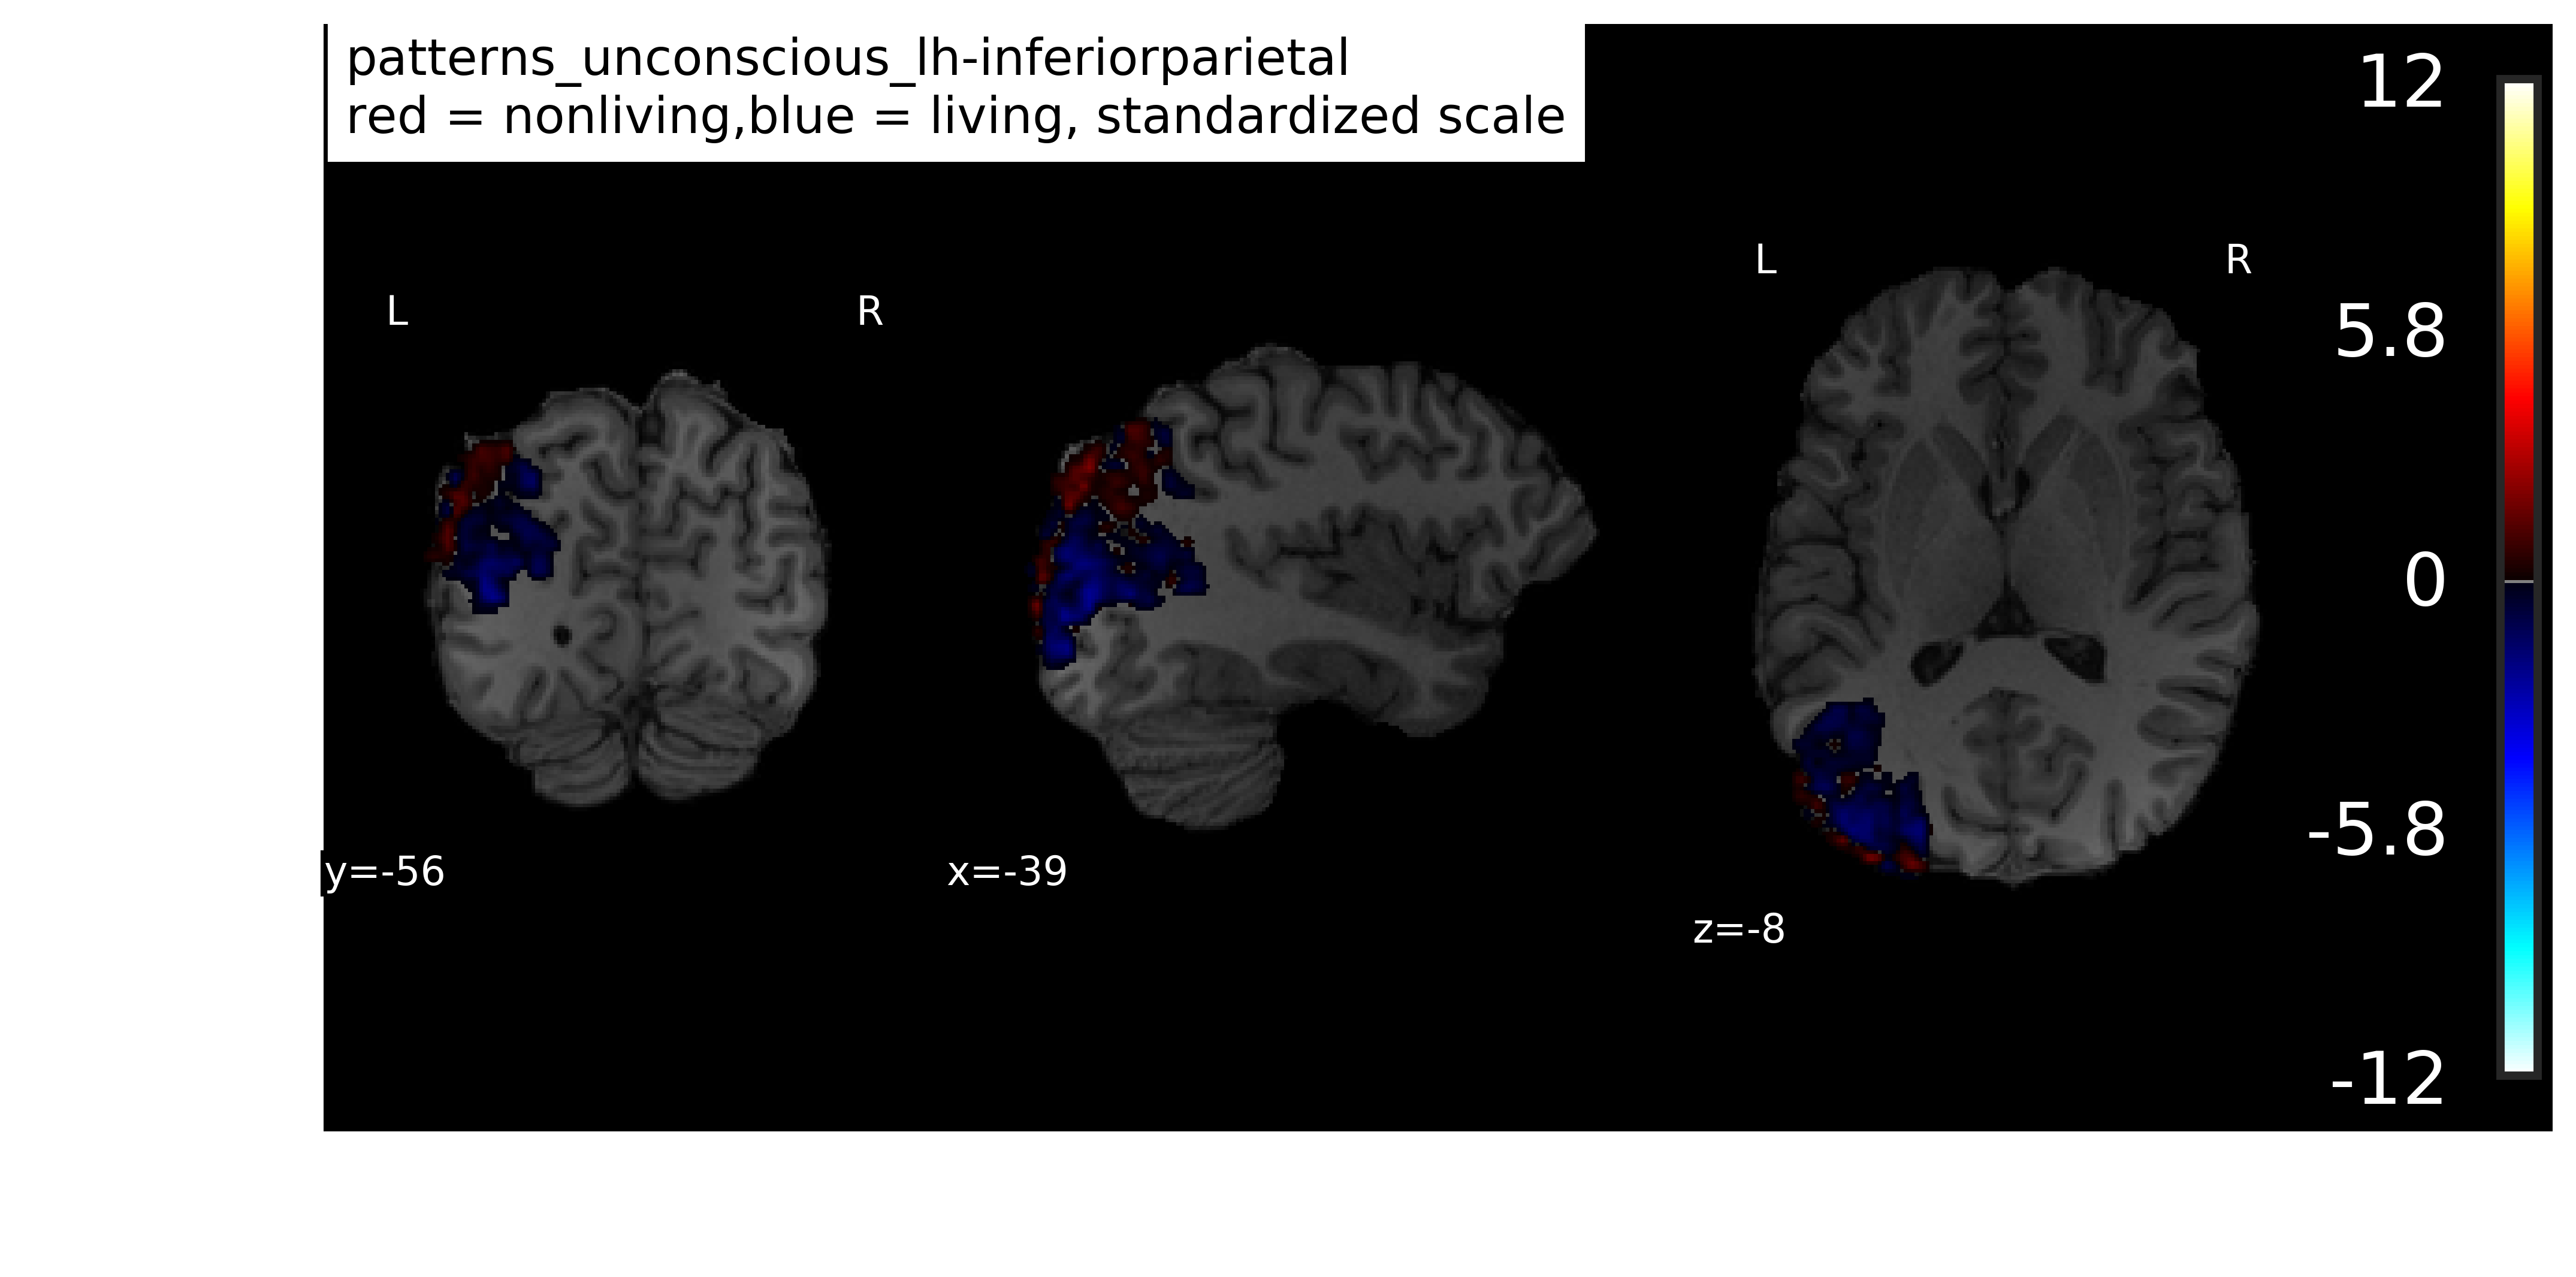 patterns_unconscious_lh-inferiorparietal
red = nonliving,blue = living, standardized scale
L
R
L
R
y=-56
x=-39
z=-8
12
5.8
0
-5.8
-12